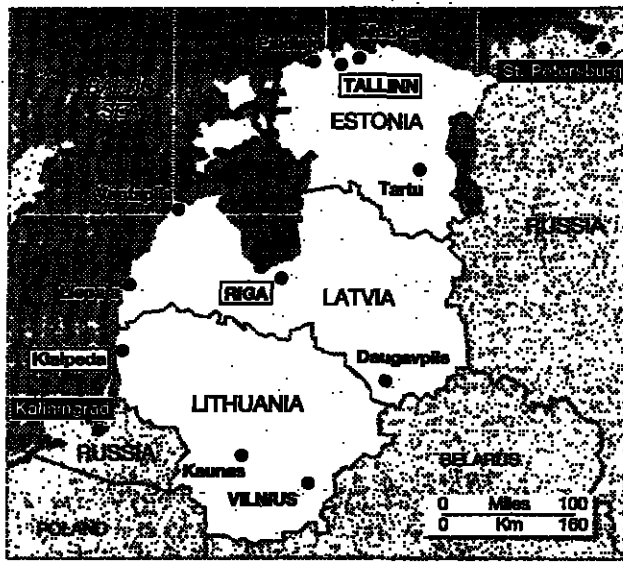 St. Petersburg
TALLINN
ESTONIA
Tartu
RUSSIA
RIGA
LATVIA
Klaipeda
Daugavpils
Kaliningrad
LITHUANIA
RUSSIA
Kaunas
BELARUS
VILNIUS
0 Miles 100
0 Km 160
POLAND